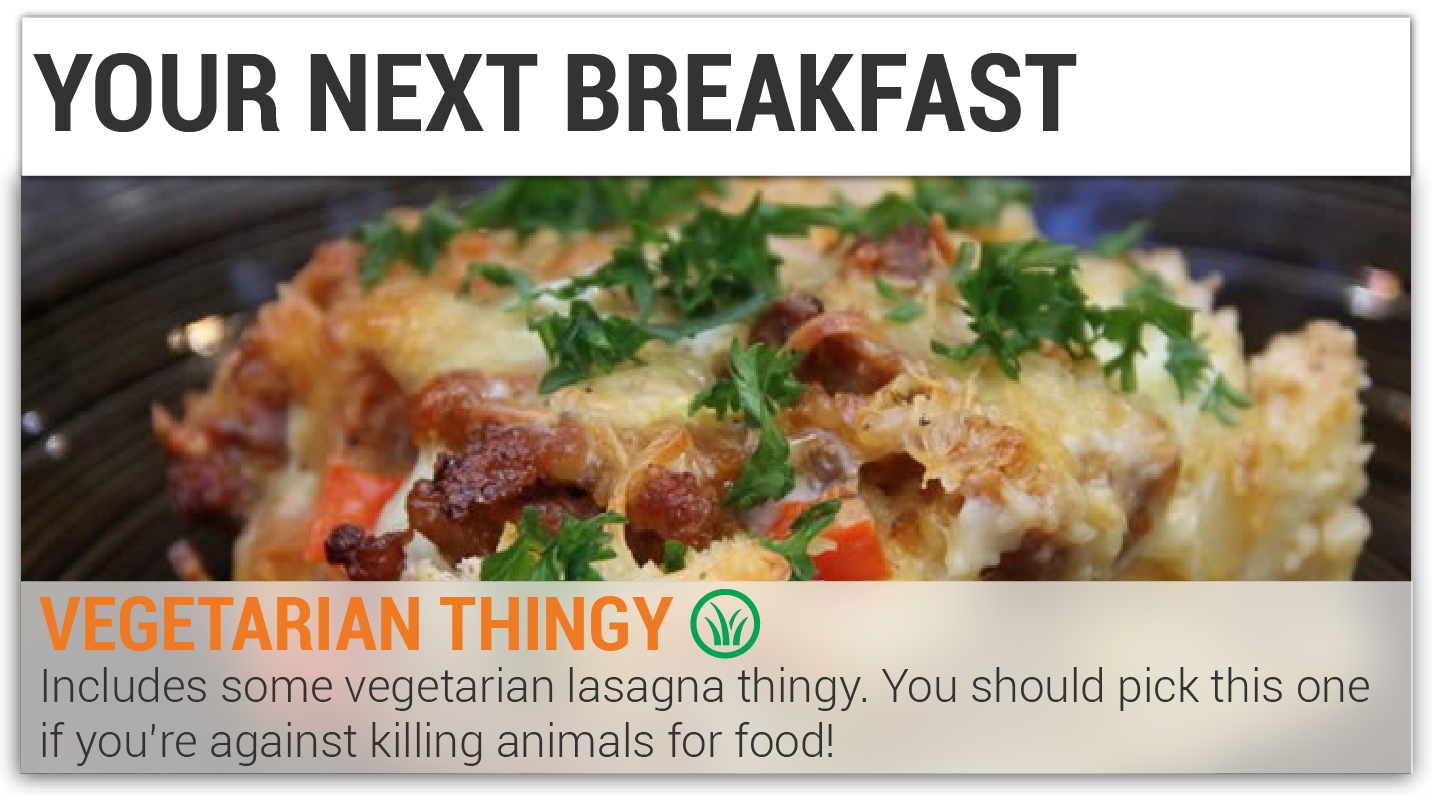 YOUR NEXT BREAKFAST
VEGETARIAN THINGY
Includes some vegetarian lasagna thingy. You should pick this one
if you're against killing animals for food!